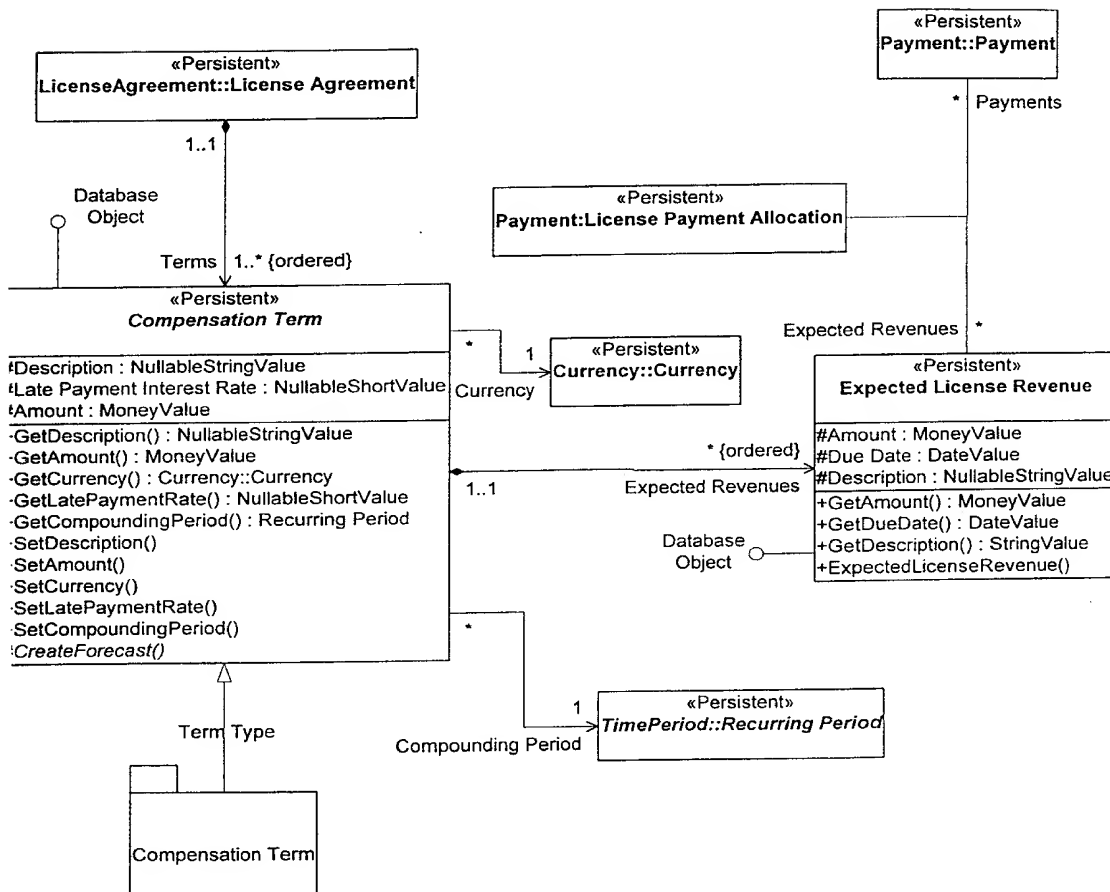 «Persistent»
LicenseAgreement::License Agreement
«Persistent»
Payment::Payment
1..1
* Payments
Database
Object
«Persistent»
Payment:License Payment Allocation
Terms 1..* {ordered}
«Persistent»
Compensation Term
#Description : NullableStringValue
#Late Payment Interest Rate : NullableShortValue
#Amount : MoneyValue
-GetDescription() : NullableStringValue
-GetAmount() : MoneyValue
-GetCurrency() : Currency::Currency
-GetLatePaymentRate() : NullableShortValue
-GetCompoundingPeriod() : Recurring Period
-SetDescription()
-SetAmount()
-SetCurrency()
-SetLatePaymentRate()
-SetCompoundingPeriod()
CreateForecast()
*
1
Currency
«Persistent»
Currency::Currency
Expected Revenues *
«Persistent»
Expected License Revenue
#Amount : MoneyValue
#Due Date : DateValue
#Description : NullableStringValue
+GetAmount() : MoneyValue
+GetDueDate() : DateValue
+GetDescription() : StringValue
+ExpectedLicenseRevenue()
* {ordered}
1..1
Expected Revenues
Database
Object
*
1
Compounding Period
«Persistent»
TimePeriod::Recurring Period
Term Type
Compensation Term